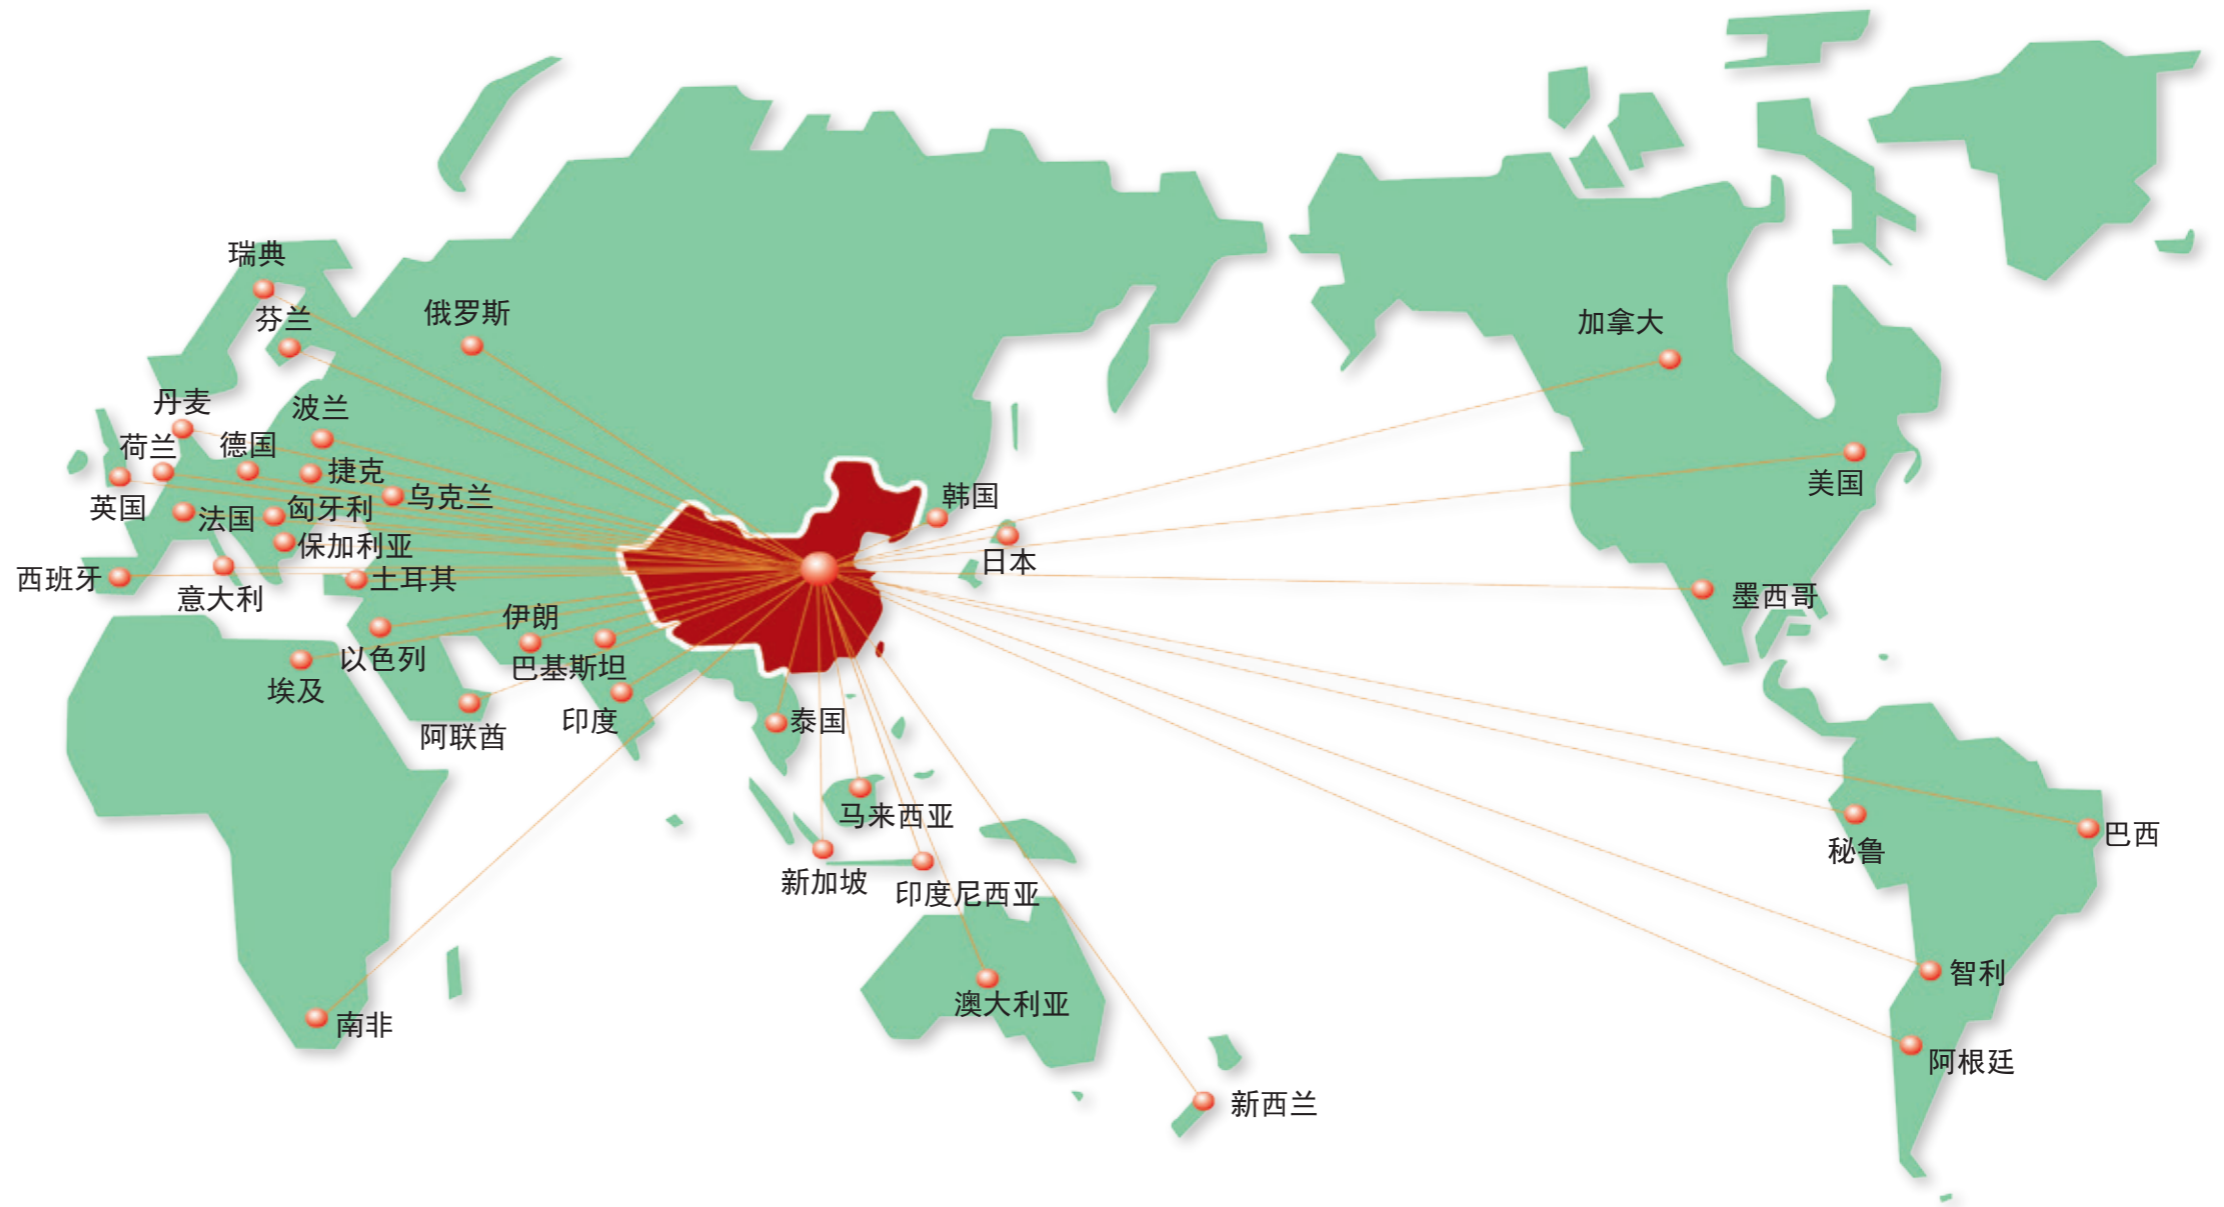 瑞典
芬兰
俄罗斯
加拿大
丹麦
波兰
荷兰
德国
捷克
美国
英国
法国
匈牙利
乌克兰
韩国
保加利亚
日本
西班牙
意大利
土耳其
墨西哥
伊朗
以色列
巴基斯坦
埃及
阿联酋
印度
泰国
马来西亚
秘鲁
巴西
新加坡
印度尼西亚
智利
澳大利亚
南非
阿根廷
新西兰